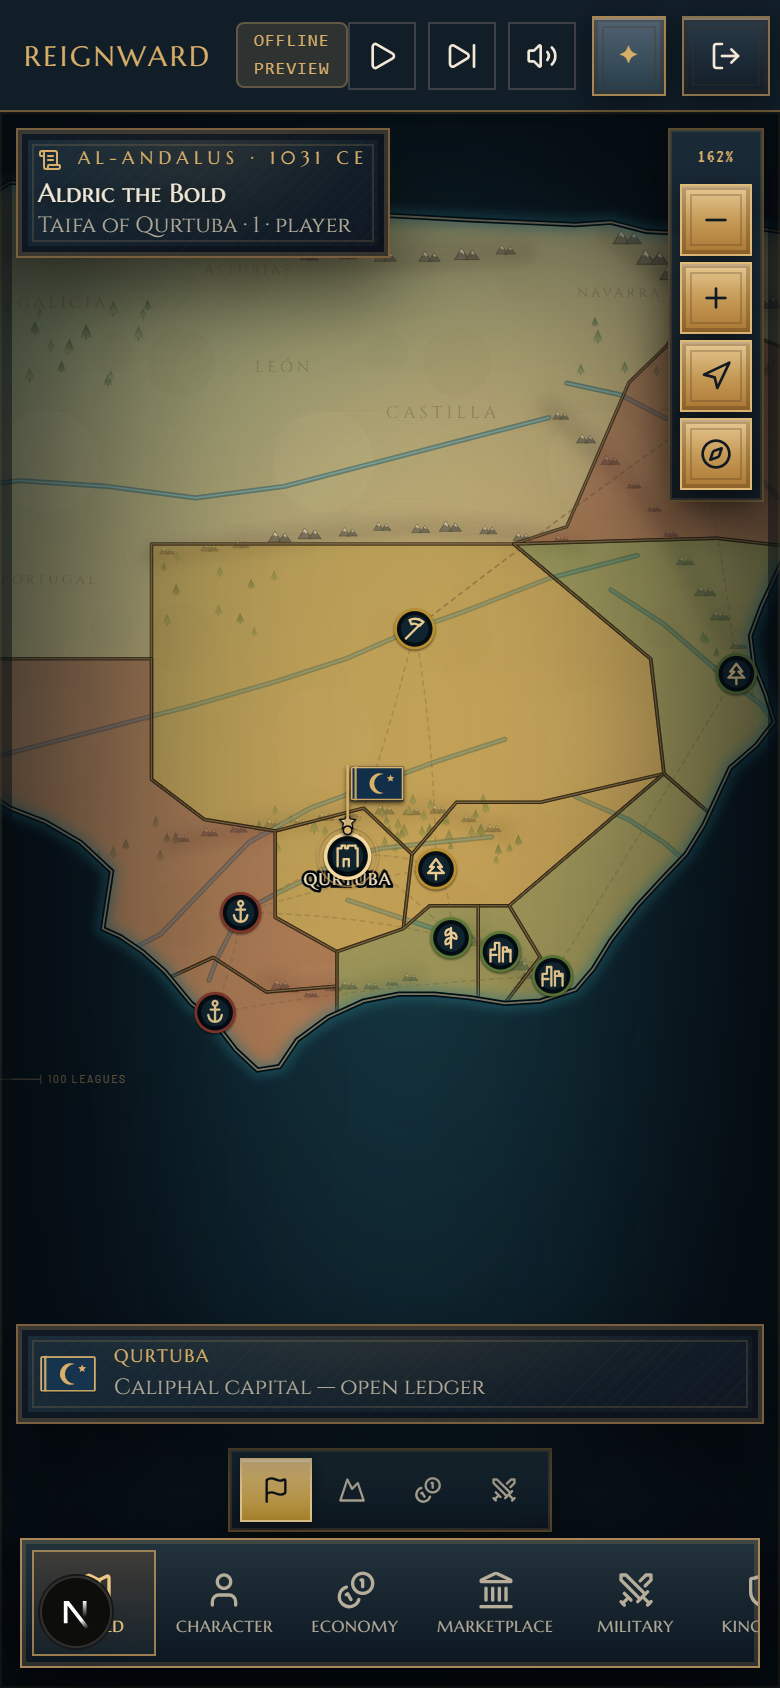 REIGNWARD
OFFLINE
PREVIEW
AL-ANDALUS · 1031 CE
ALDRIC THE BOLD
TAIFA OF QURTUBA · 1 · PLAYER
162%
ASTURIAS
GALICIA
NAVARRA
LEÓN
CASTILLA
PORTUGAL
QURTUBA
100 LEAGUES
QURTUBA
CALIPHAL CAPITAL — OPEN LEDGER
N
CHARACTER
ECONOMY
MARKETPLACE
MILITARY